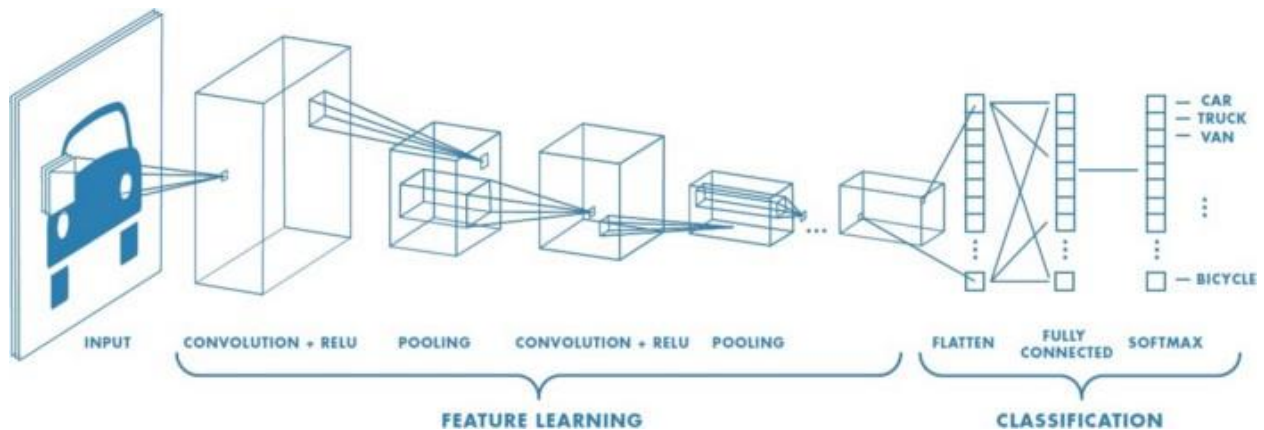 CAR
TRUCK
VAN
BICYCLE
INPUT
CONVOLUTION + RELU
POOLING
CONVOLUTION + RELU
POOLING
FLATTEN
FULLY
CONNECTED
SOFTMAX
FEATURE LEARNING
CLASSIFICATION